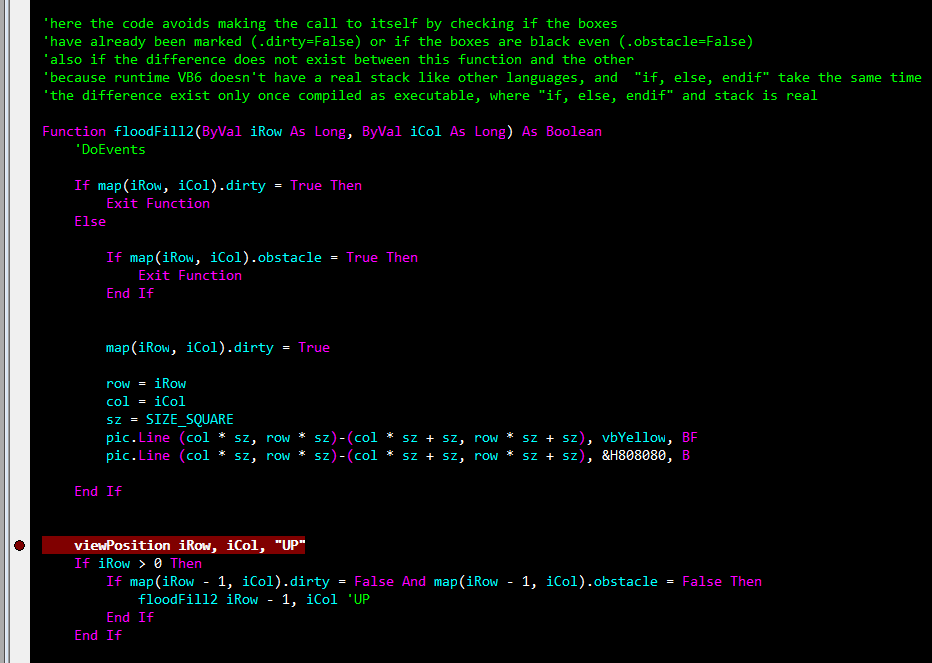 'here the code avoids making the call to itself by checking if the boxes
'have already been marked (.dirty=False) or if the boxes are black even (.obstacle=False)
'also if the difference does not exist between this function and the other
'because runtime VB6 doesn't have a real stack like other languages, and  "if, else, endif" take the same time
'the difference exist only once compiled as executable, where "if, else, endif" and stack is real
Function floodFill2(ByVal iRow As Long, ByVal iCol As Long) As Boolean
'DoEvents
If map(iRow, iCol).dirty = True Then
Exit Function
Else
If map(iRow, iCol).obstacle = True Then
Exit Function
End If
map(iRow, iCol).dirty = True
row = iRow
col = iCol
sz = SIZE_SQUARE
pic.Line (col * sz, row * sz)-(col * sz + sz, row * sz + sz), vbYellow, BF
pic.Line (col * sz, row * sz)-(col * sz + sz, row * sz + sz), &H808080, B
End If
viewPosition iRow, iCol, "UP"
If iRow > 0 Then
If map(iRow - 1, iCol).dirty = False And map(iRow - 1, iCol).obstacle = False Then
floodFill2 iRow - 1, iCol 'UP
End If
End If